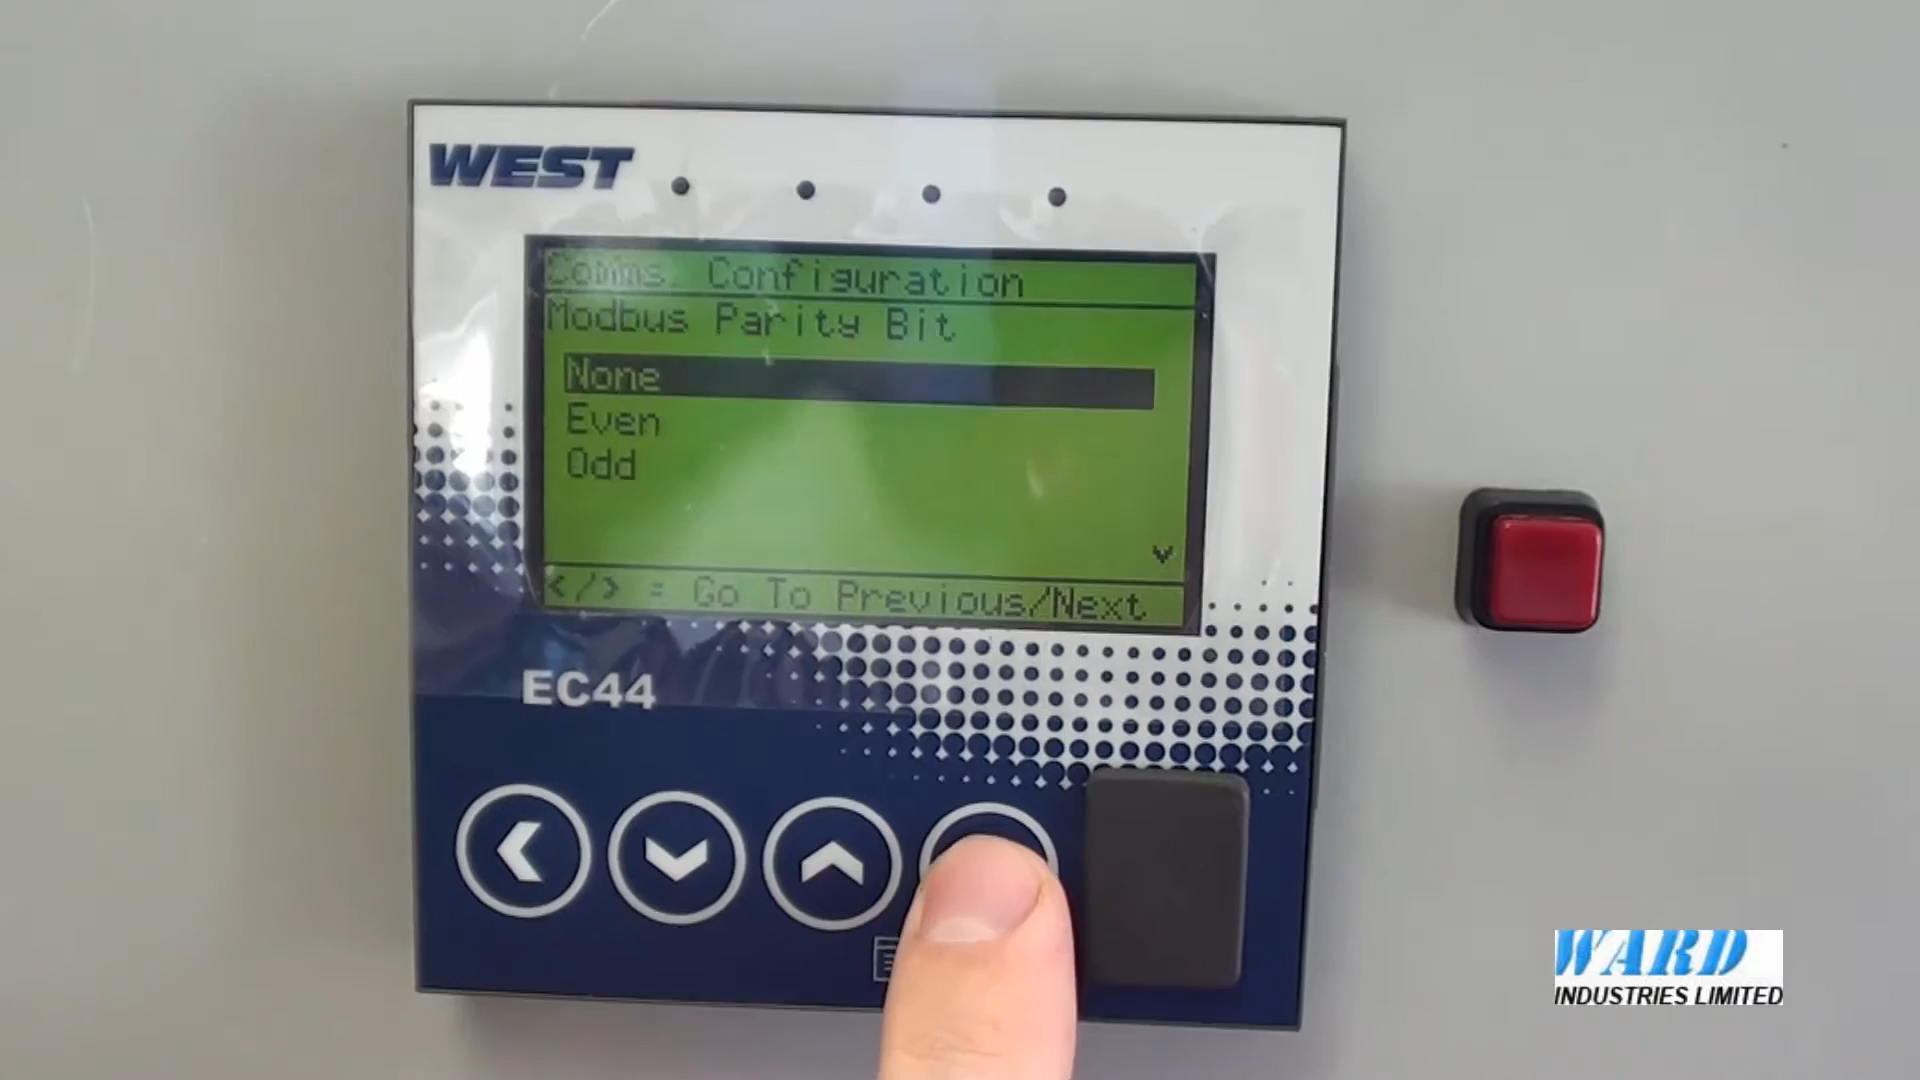 WEST
Comms. Configuration
Modbus Parity Bit
None
Even
Odd
</> = Go To Previous/Next
EC44
WARD
INDUSTRIES LIMITED